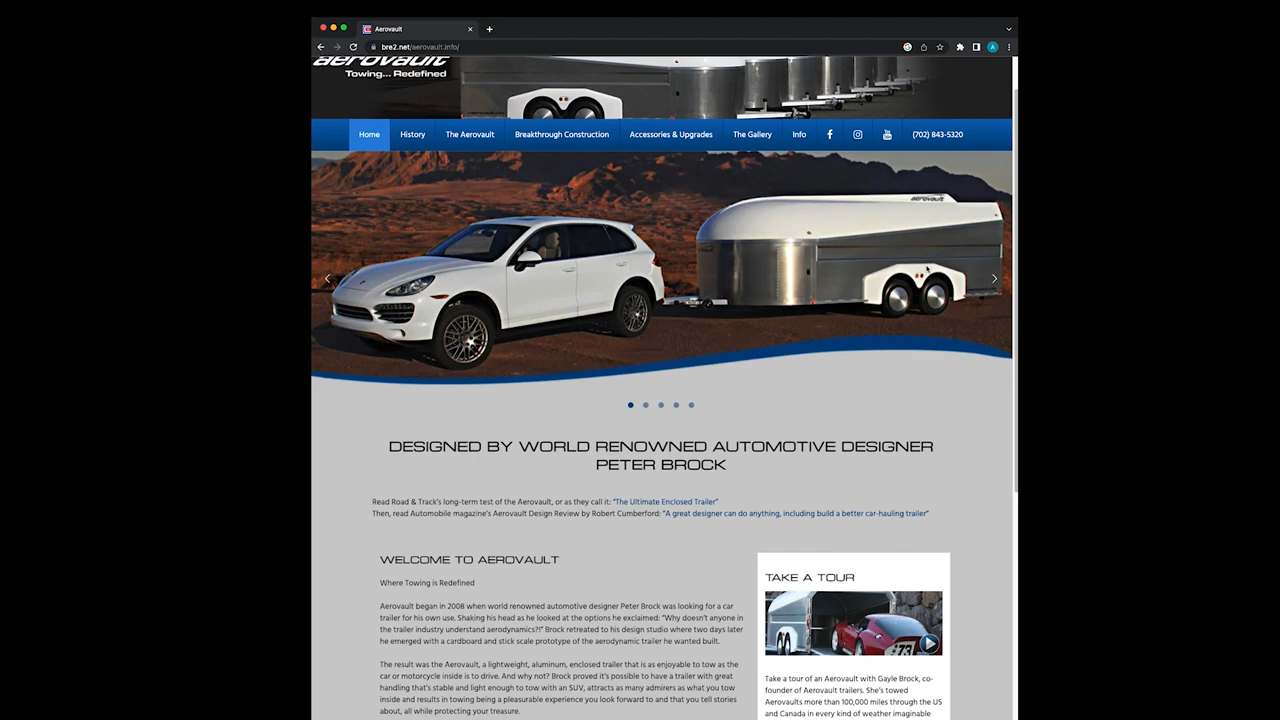 Aerovault
bre2.net/aerovault.info/
A
aerovault
Towing... Redefined
Home History The Aerovault Breakthrough Construction Accessories & Upgrades The Gallery Info (702) 843-5320
aerovault
DESIGNED BY WORLD RENOWNED AUTOMOTIVE DESIGNER
PETER BROCK
Read Road & Track's long-term test of the Aerovault, or as they call it: "The Ultimate Enclosed Trailer"
Then, read Automobile magazine's Aerovault Design Review by Robert Cumberford: "A great designer can do anything, including build a better car-hauling trailer"
WELCOME TO AEROVAULT
Where Towing is Redefined
Aerovault began in 2008 when world renowned automotive designer Peter Brock was looking for a car
trailer for his own use. Shaking his head as he looked at the options he exclaimed: "Why doesn't anyone in
the trailer industry understand aerodynamics?!" Brock retreated to his design studio where two days later
he emerged with a cardboard and stick scale prototype of the aerodynamic trailer he wanted built.
The result was the Aerovault, a lightweight, aluminum, enclosed trailer that is as enjoyable to tow as the
car or motorcycle inside is to drive. And why not? Brock proved it's possible to have a trailer with great
handling that's stable and light enough to tow with an SUV, attracts as many admirers as what you tow
inside and results in towing being a pleasurable experience you look forward to and that you tell stories
about, all while protecting your treasure.
TAKE A TOUR
73
Take a tour of an Aerovault with Gayle Brock, co-
founder of Aerovault trailers. She's towed
Aerovaults more than 100,000 miles through the US
and Canada in every kind of weather imaginable